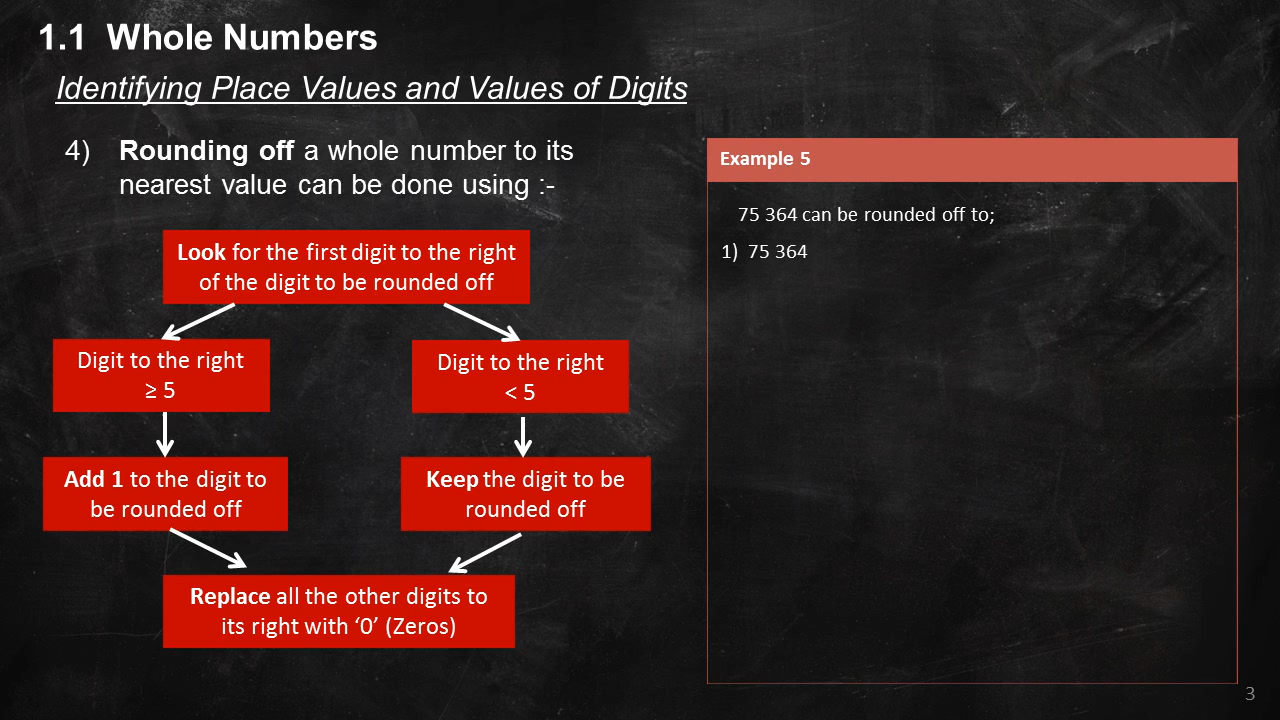 1.1 Whole Numbers
Identifying Place Values and Values of Digits
4) Rounding off a whole number to its
nearest value can be done using :-
Look for the first digit to the right
of the digit to be rounded off
Digit to the right
≥ 5
Digit to the right
< 5
Add 1 to the digit to
be rounded off
Keep the digit to be
rounded off
Replace all the other digits to
its right with ‘0’ (Zeros)
Example 5
75 364 can be rounded off to;
1) 75 364
3